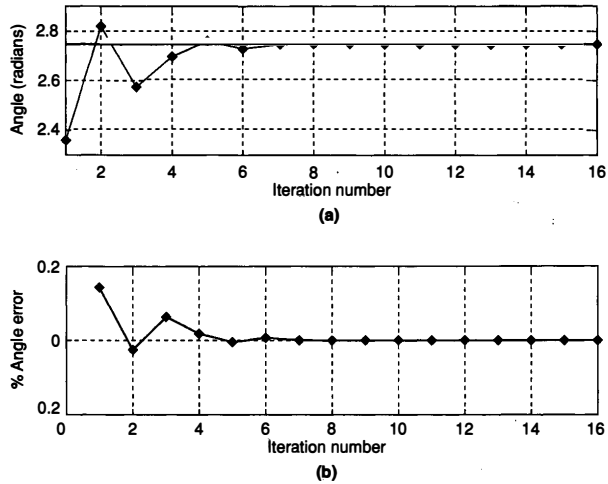 2.8
2.6
2.4
Angle (radians)
2 4 6 8 10 12 14 16
Iteration number
(a)
0.2
0
0.2
% Angle error
0 2 4 6 8 10 12 14 16
Iteration number
(b)